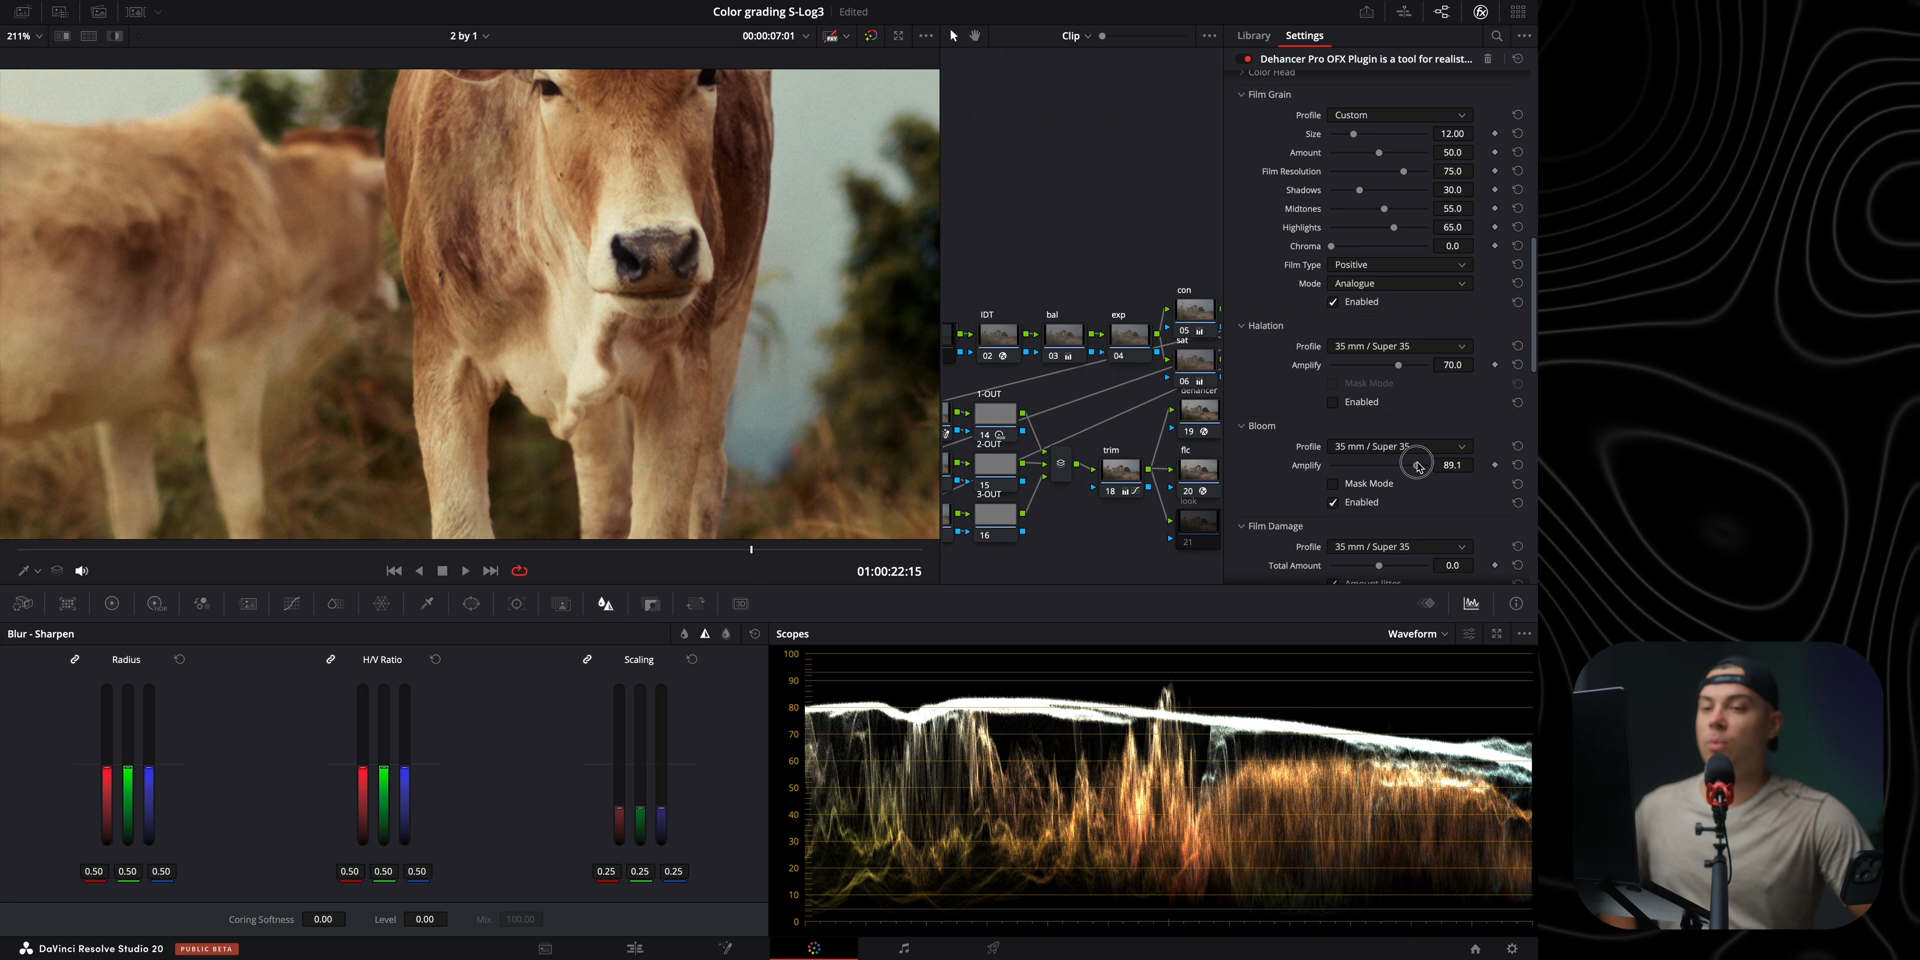 Color grading S-Log3 Edited
211% 2 by 1 00:00:07:01 Clip Library Settings
Dehancer Pro OFX Plugin is a tool for realist...
Color Head
Film Grain
Profile Custom
Size 12.00
Amount 50.0
Film Resolution 75.0
Shadows 30.0
Midtones 55.0
Highlights 65.0
Chroma 0.0
Film Type Positive
Mode Analogue
Enabled
Halation
Profile 35 mm / Super 35
Amplify 70.0
Mask Mode
Enabled
Bloom
Profile 35 mm / Super 35
Amplify 89.1
Mask Mode
Enabled
Film Damage
Profile 35 mm / Super 35
Total Amount 0.0
Amount Jitter
con
IDT bal exp
05
sat
02 03 04
06
1-OUT dehancer
14 19
2-OUT
trim flc
15 18 20
3-OUT look
16 21
01:00:22:15
Blur - Sharpen
Radius H/V Ratio Scaling
0.50 0.50 0.50 0.50 0.50 0.50 0.25 0.25 0.25
Coring Softness 0.00 Level 0.00 Mix 100.00
Scopes Waveform
100
90
80
70
60
50
40
30
20
10
0
DaVinci Resolve Studio 20 PUBLIC BETA